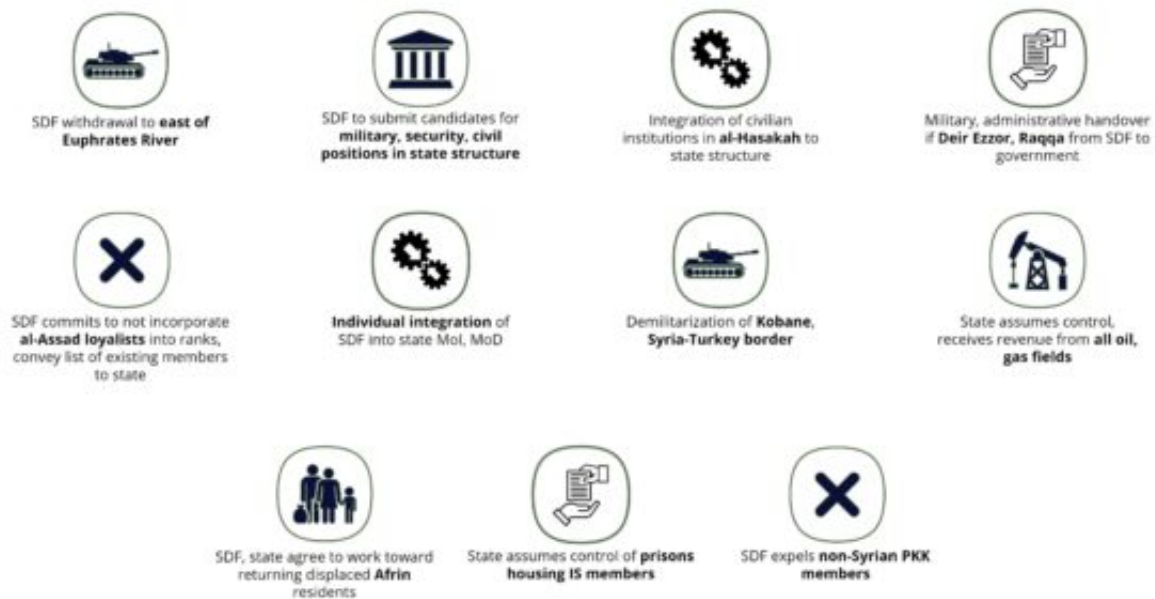 SDF withdrawal to east of
Euphrates River
SDF to submit candidates for
military, security, civil
positions in state structure
Integration of civilian
institutions in al-Hasakah to
state structure
Military, administrative handover
if Deir Ezzor, Raqqa from SDF to
government
SDF commits to not incorporate
al-Assad loyalists into ranks,
convey list of existing members
to state
Individual integration of
SDF into state MoI, MoD
Demilitarization of Kobane,
Syria-Turkey border
State assumes control,
receives revenue from all oil,
gas fields
SDF, state agree to work toward
returning displaced Afrin
residents
State assumes control of prisons
housing IS members
SDF expels non-Syrian PKK
members